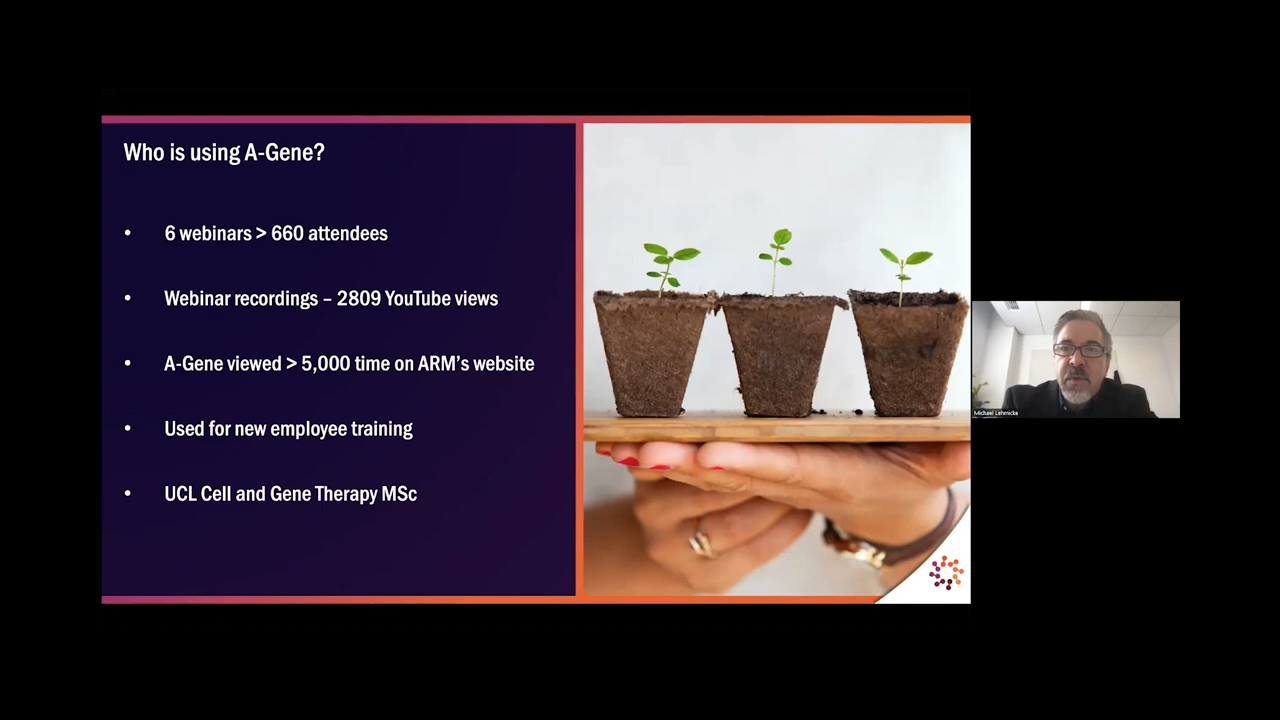 Who is using A-Gene?
• 6 webinars > 660 attendees
• Webinar recordings – 2809 YouTube views
• A-Gene viewed > 5,000 time on ARM’s website
• Used for new employee training
• UCL Cell and Gene Therapy MSc
Michael Lehmicke